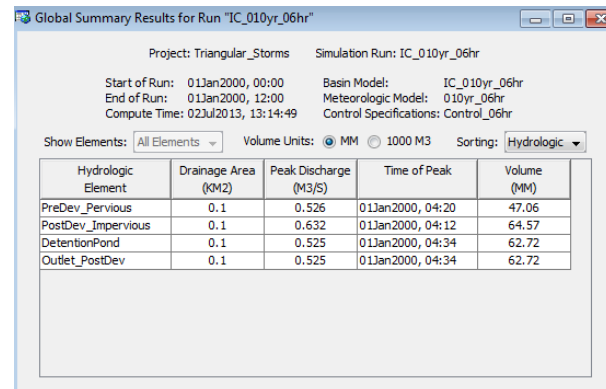 Global Summary Results for Run "IC_010yr_06hr"
Project: Triangular_Storms Simulation Run: IC_010yr_06hr
Start of Run: 01Jan2000, 00:00 Basin Model: IC_010yr_06hr
End of Run: 01Jan2000, 12:00 Meteorologic Model: 010yr_06hr
Compute Time: 02Jul2013, 13:14:49 Control Specifications: Control_06hr
Show Elements: All Elements Volume Units: MM 1000 M3 Sorting: Hydrologic
Hydrologic Element Drainage Area (KM2) Peak Discharge (M3/S) Time of Peak Volume (MM)
PreDev_Pervious 0.1 0.526 01Jan2000, 04:20 47.06
PostDev_Impervious 0.1 0.632 01Jan2000, 04:12 64.57
DetentionPond 0.1 0.525 01Jan2000, 04:34 62.72
Outlet_PostDev 0.1 0.525 01Jan2000, 04:34 62.72